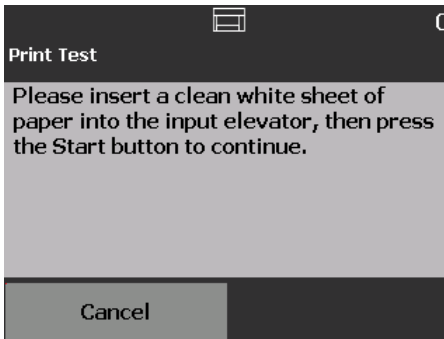 Print Test
Please insert a clean white sheet of
paper into the input elevator, then press
the Start button to continue.
Cancel